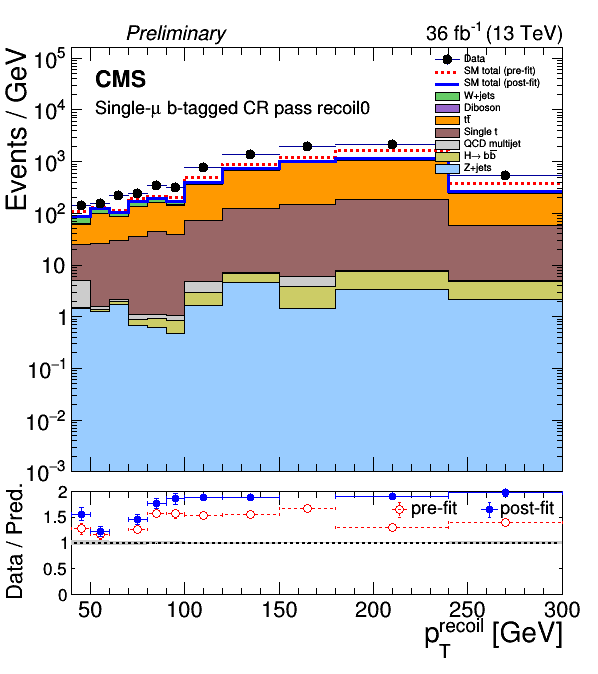 Preliminary
36 fb⁻¹ (13 TeV)
CMS
Single-μ b-tagged CR pass recoil0
Data
SM total (pre-fit)
SM total (post-fit)
W+jets
Diboson
tt̅
Single t
QCD multijet
H→ bb̅
Z+jets
Events / GeV
10⁵
10⁴
10³
10²
10
1
10⁻¹
10⁻²
10⁻³
pre-fit
post-fit
Data / Pred.
2
1.5
1
0.5
0
50 100 150 200 250 300
p_T^recoil [GeV]